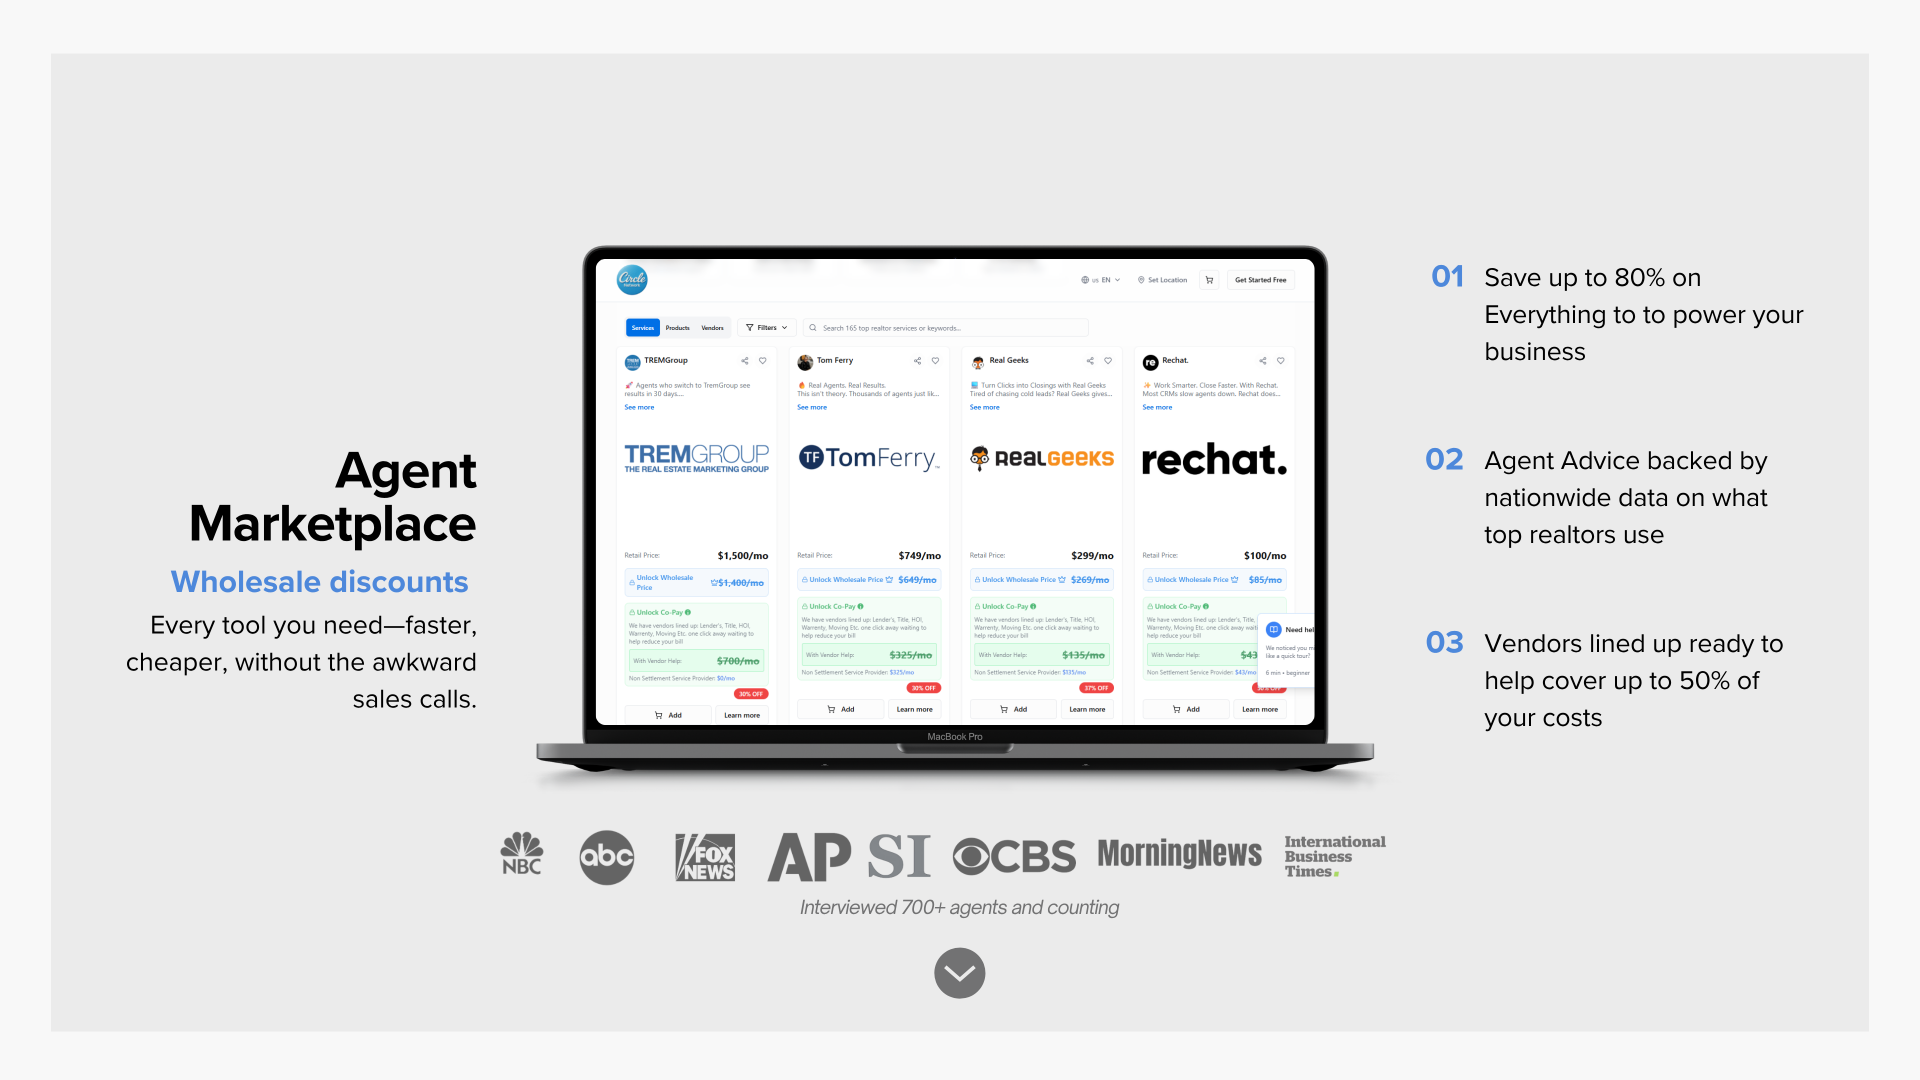 Agent
Marketplace
Wholesale discounts
Every tool you need—faster,
cheaper, without the awkward
sales calls.
Circle
Network
us EN
Set Location
Get Started Free
Services
Products
Vendors
Filters
Search 165 top realtor services or keywords...
TREMGroup
🚀 Agents who switch to TremGroup see
results in 30 days....
See more
TREMGROUP
THE REAL ESTATE MARKETING GROUP
Retail Price:
$1,500/mo
Unlock Wholesale
Price
$1,400/mo
Unlock Co-Pay
We have vendors lined up: Lender's, Title, HOI,
Warrenty, Moving Etc. one click away waiting to
help reduce your bill
With Vendor Help:
$700/mo
Non Settlement Service Provider: $0/mo
30% OFF
Add
Learn more
Tom Ferry
🔥 Real Agents. Real Results.
This isn't theory. Thousands of agents just lik...
See more
TF TomFerry
Retail Price:
$749/mo
Unlock Wholesale Price
$649/mo
Unlock Co-Pay
We have vendors lined up: Lender's, Title, HOI,
Warrenty, Moving Etc. one click away waiting to
help reduce your bill
With Vendor Help:
$325/mo
Non Settlement Service Provider: $325/mo
30% OFF
Add
Learn more
Real Geeks
Turn Clicks into Closings with Real Geeks
Tired of chasing cold leads? Real Geeks gives...
See more
REALGEEKS
Retail Price:
$299/mo
Unlock Wholesale Price
$269/mo
Unlock Co-Pay
We have vendors lined up: Lender's, Title, HOI,
Warrenty, Moving Etc. one click away waiting to
help reduce your bill
With Vendor Help:
$135/mo
Non Settlement Service Provider: $135/mo
37% OFF
Add
Learn more
re
Rechat.
✨ Work Smarter. Close Faster. With Rechat.
Most CRMs slow agents down. Rechat does...
See more
rechat.
Retail Price:
$100/mo
Unlock Wholesale Price
$85/mo
Unlock Co-Pay
We have vendors lined up: Lender's, Title,
Warrenty, Moving Etc. one click away wait
help reduce your bill
With Vendor Help:
$43
Non Settlement Service Provider: $43/mo
Add
Learn more
Need hel
We noticed you m
like a quick tour?
6 min • beginner
MacBook Pro
01
Save up to 80% on
Everything to to power your
business
02
Agent Advice backed by
nationwide data on what
top realtors use
03
Vendors lined up ready to
help cover up to 50% of
your costs
NBC
abc
FOX
NEWS
AP
SI
CBS
MorningNews
International
Business
Times.
Interviewed 700+ agents and counting